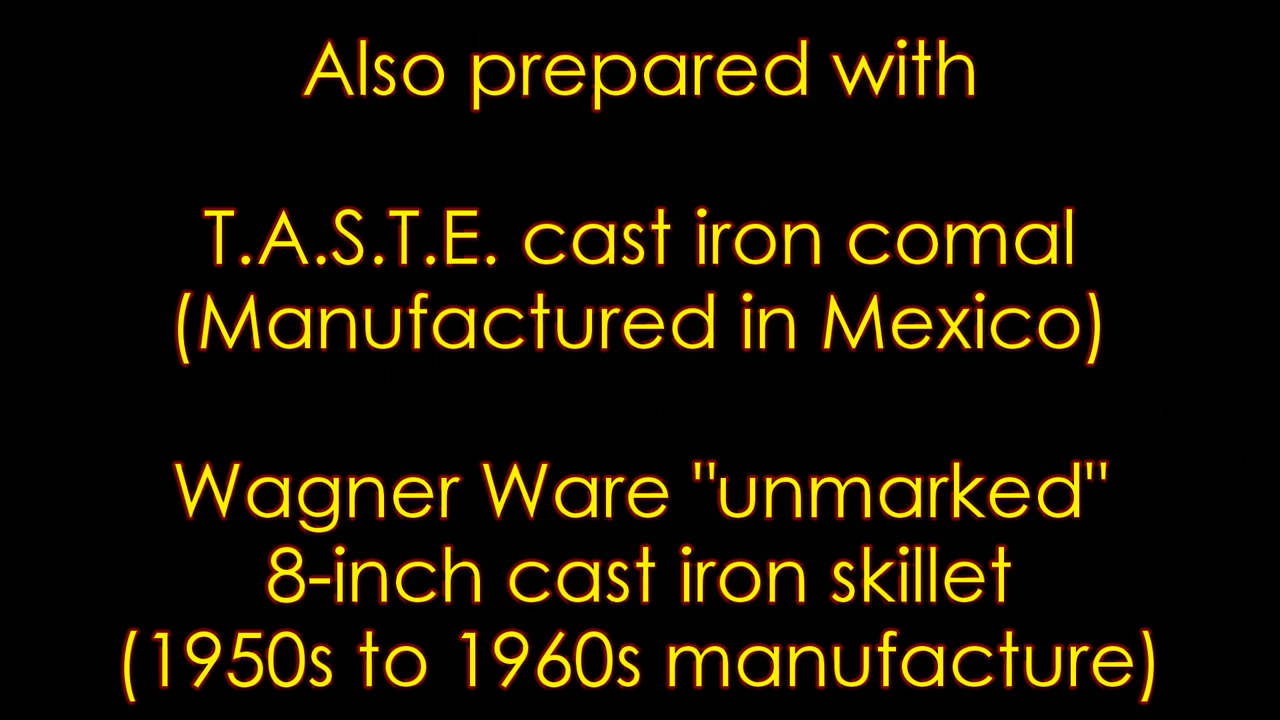 Also prepared with
T.A.S.T.E. cast iron comal
(Manufactured in Mexico)
Wagner Ware "unmarked"
8-inch cast iron skillet
(1950s to 1960s manufacture)